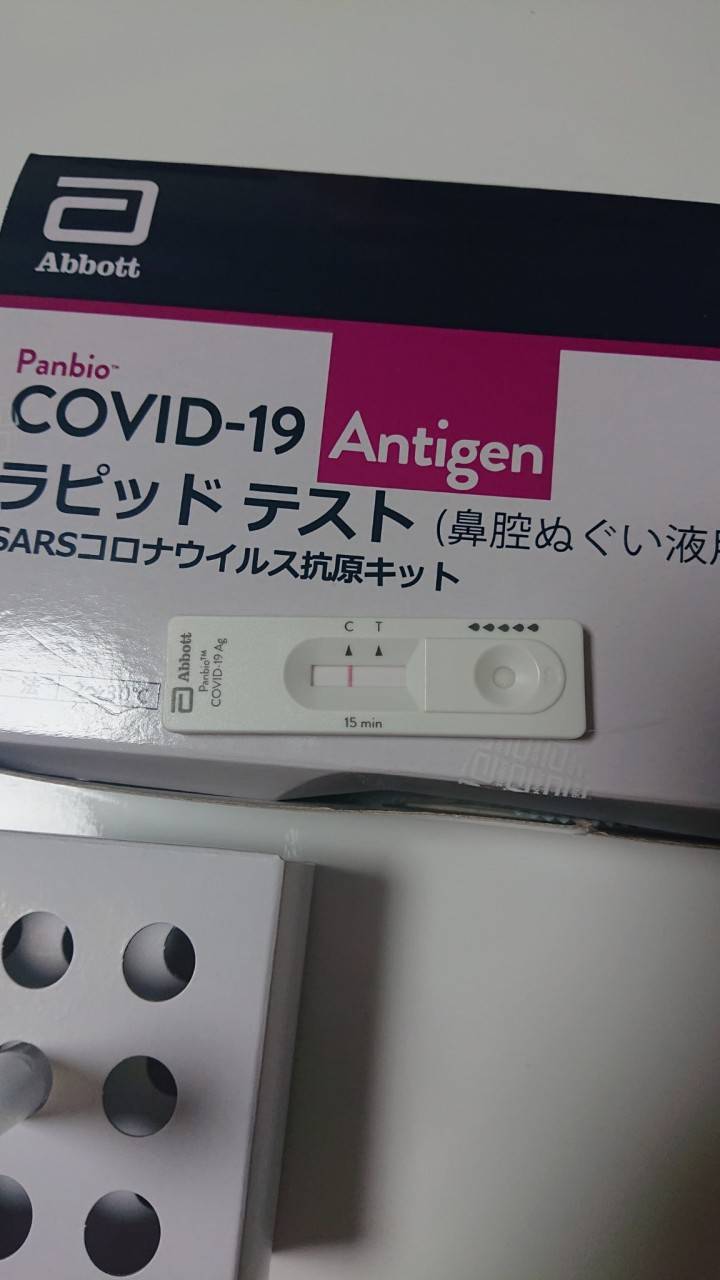 Abbott
Panbio™
COVID-19 Antigen
ラピッド テスト (鼻腔ぬぐい液
SARSコロナウイルス抗原キット
C T
Abbott
Panbio™
COVID-19 Ag
15 min